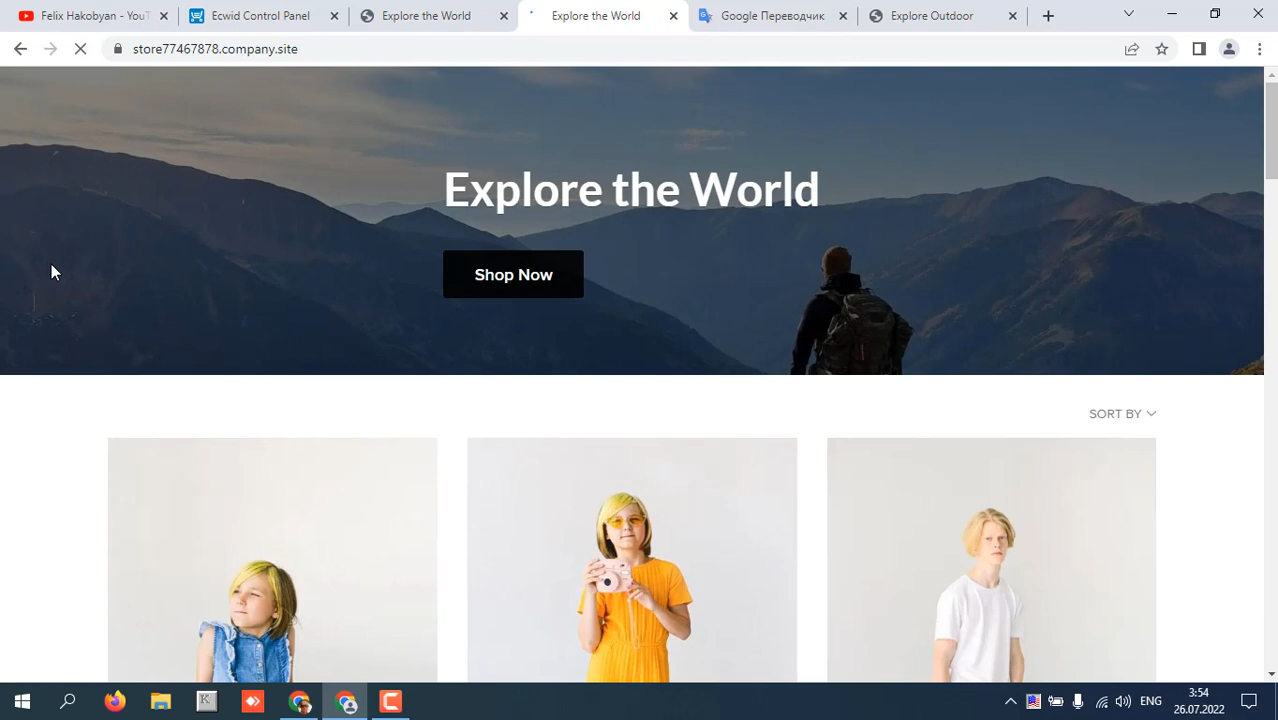 Felix Hakobyan - YouT
Ecwid Control Panel
Explore the World
Explore the World
Google Переводчик
Explore Outdoor
store77467878.company.site
Explore the World
Shop Now
SORT BY
K
ENG
3:54
26.07.2022